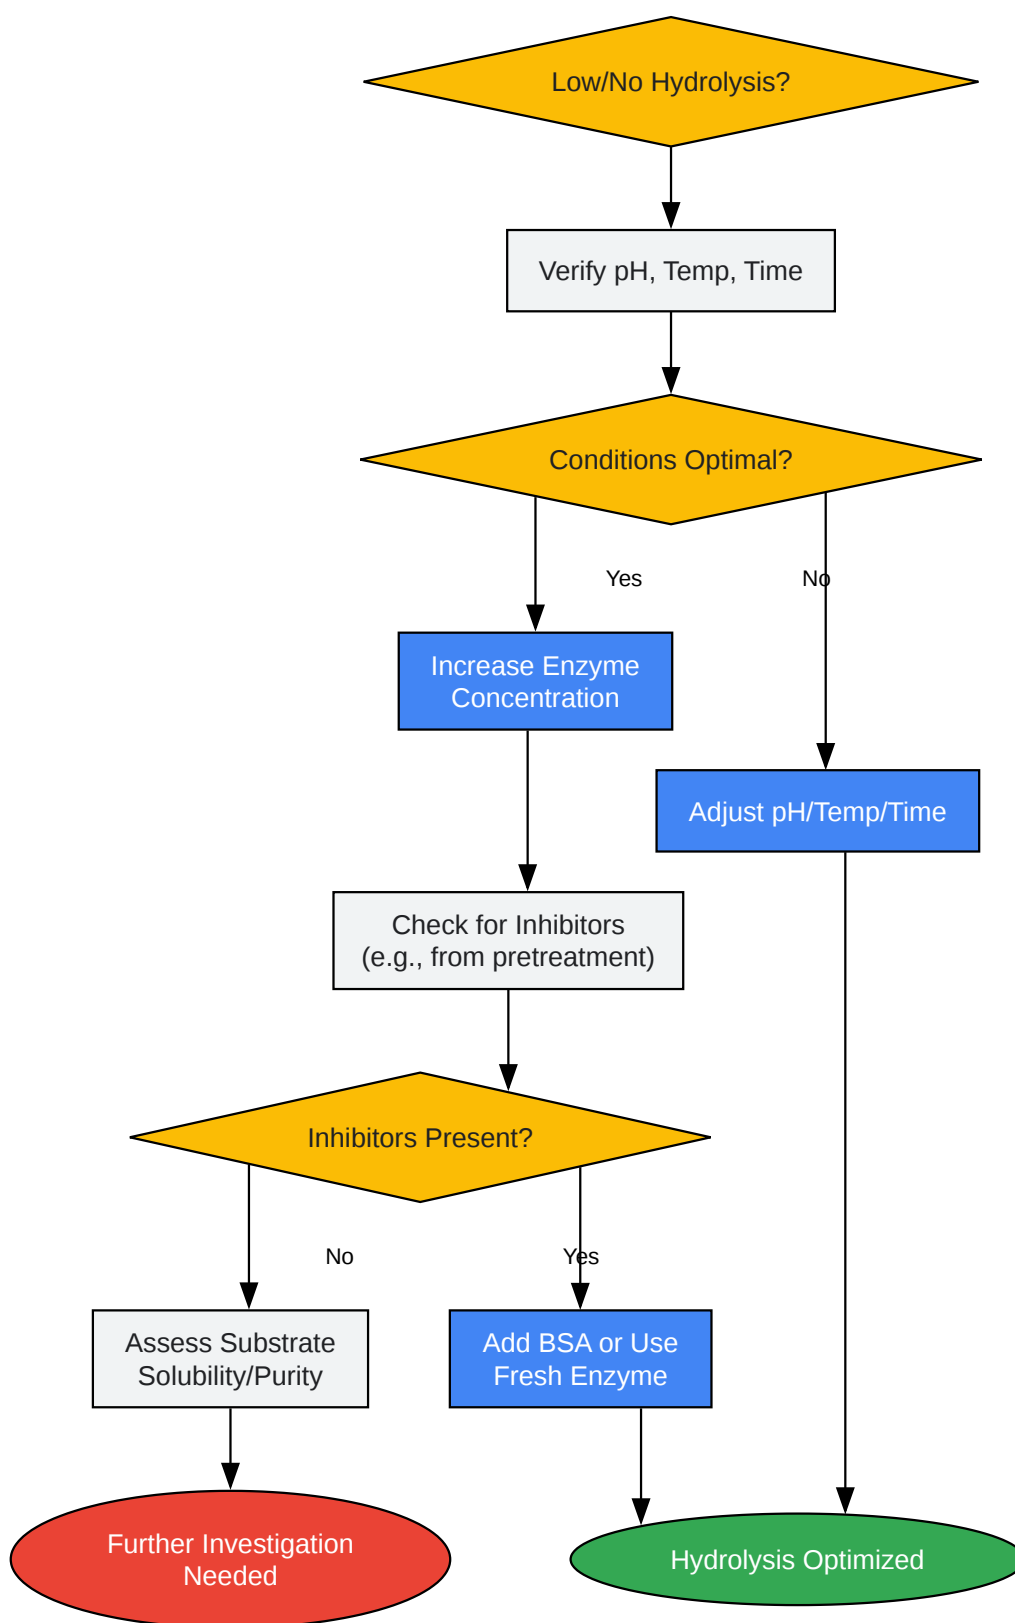 Low/No Hydrolysis?
Verify pH, Temp, Time
Conditions Optimal?
Yes
No
Increase Enzyme
Concentration
Adjust pH/Temp/Time
Check for Inhibitors
(e.g., from pretreatment)
Inhibitors Present?
No
Yes
Assess Substrate
Solubility/Purity
Add BSA or Use
Fresh Enzyme
Further Investigation
Needed
Hydrolysis Optimized